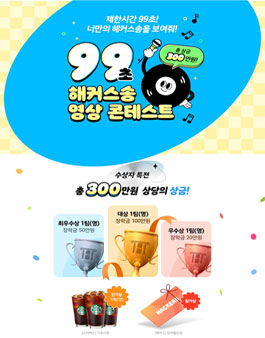 제한시간 99초!
너만의 해커스송을 보여줘!
99초
총 상금
300만원!
해커스송
영상 콘테스트
수상자 특전
총 300만원 상당의 상금!
최우수상 1팀(명)
장학금 50만원
대상 1팀(명)
장학금 100만원
우수상 1팀(명)
장학금 20만원
HACKERS